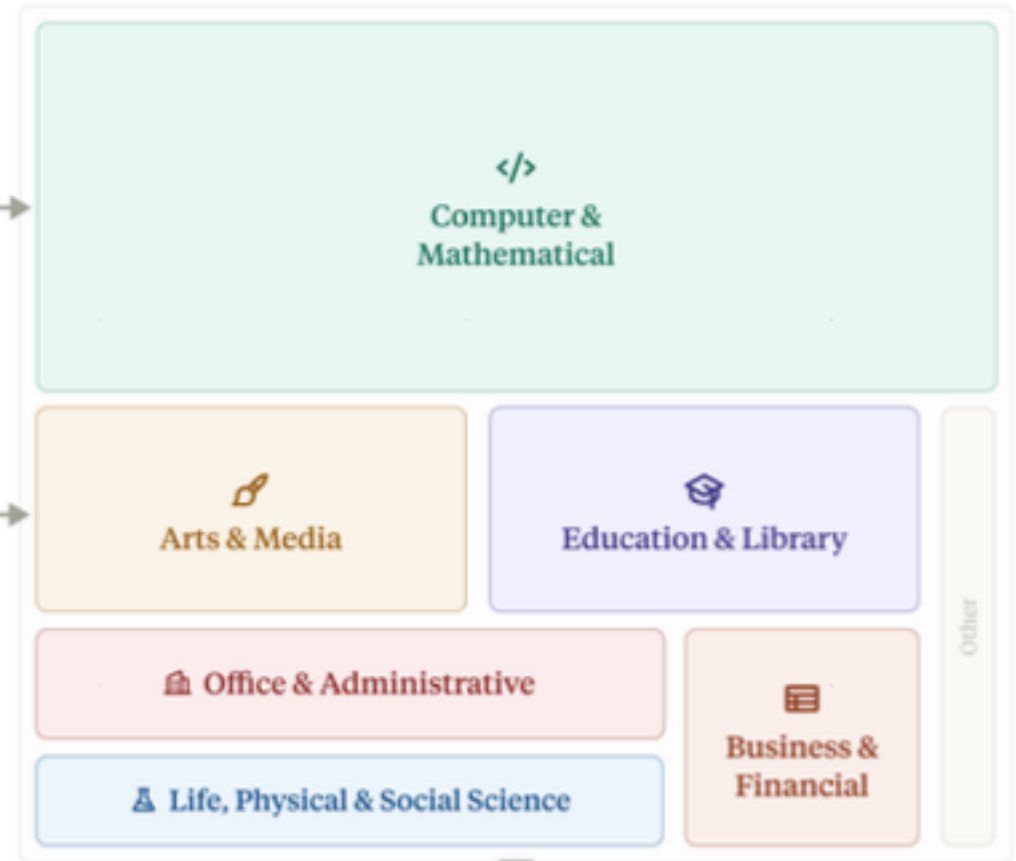 Computer &
Mathematical
Arts & Media
Education & Library
Other
Office & Administrative
Business &
Financial
Life, Physical & Social Science